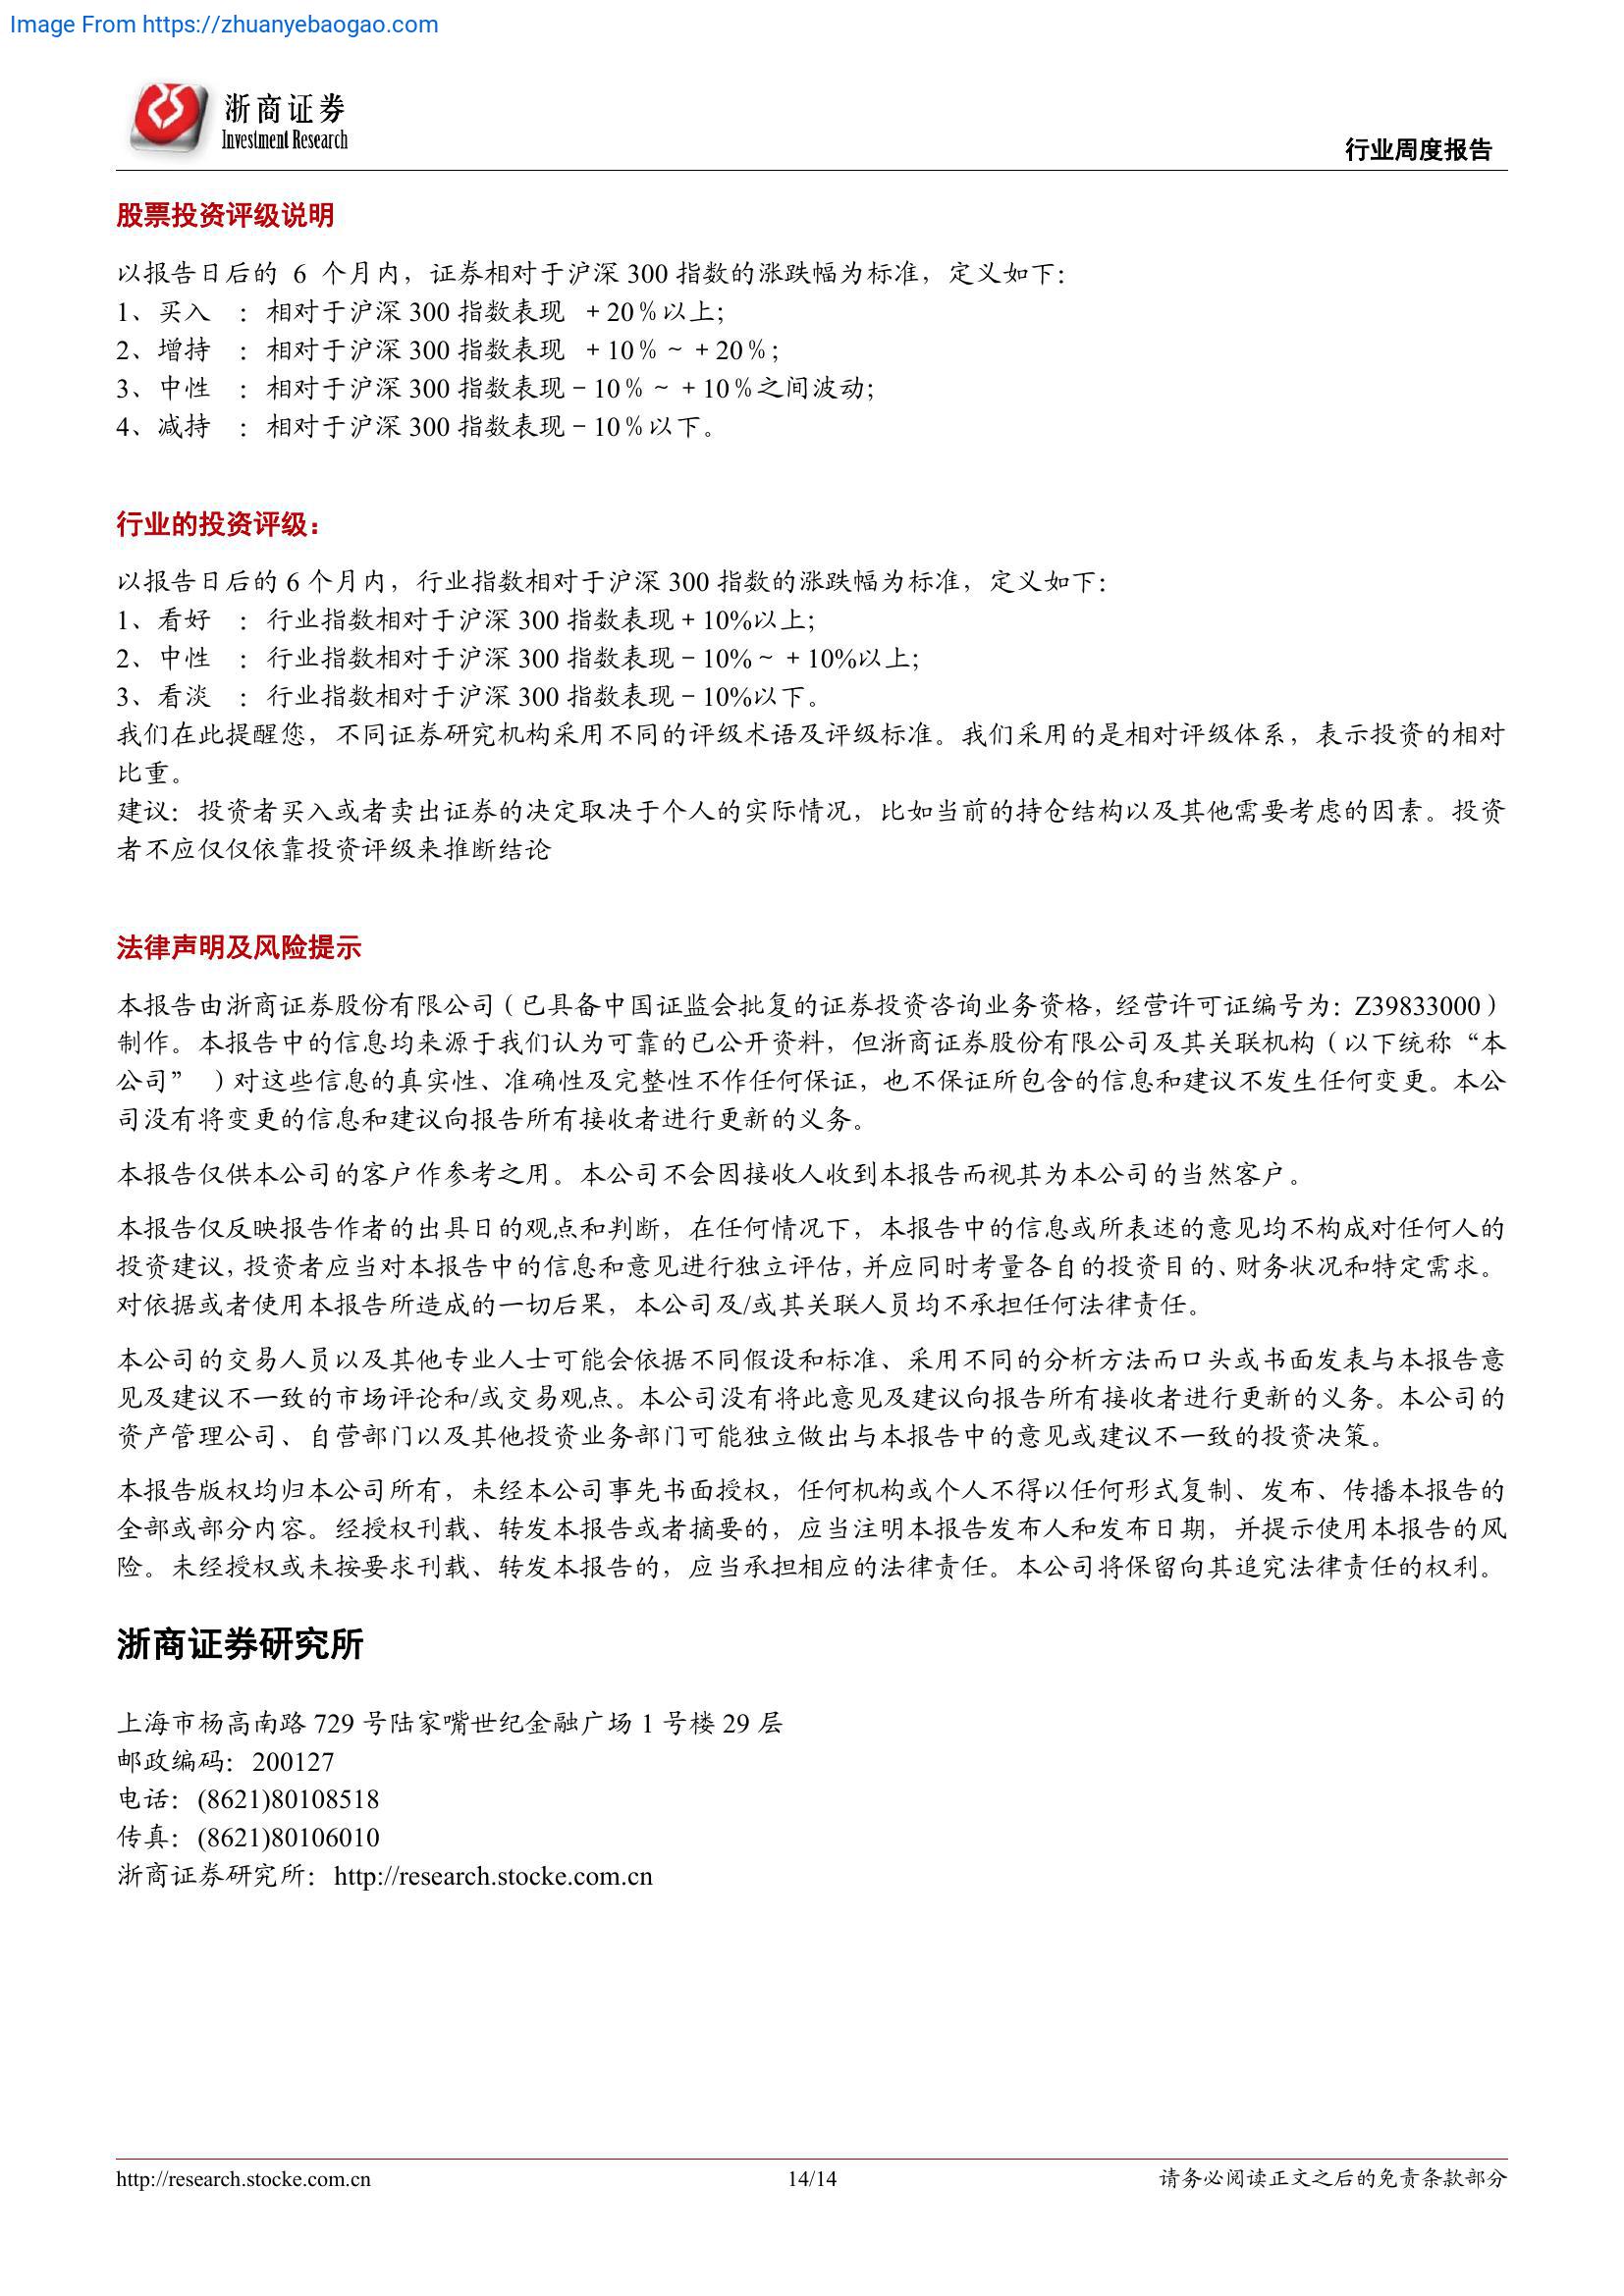 Image From https://zhuanyebaogao.com
浙商证券
Investment Research
行业周度报告
股票投资评级说明
以报告日后的 6 个月内，证券相对于沪深 300 指数的涨跌幅为标准，定义如下：
1、买入 ：相对于沪深 300 指数表现 ＋20％以上；
2、增持 ：相对于沪深 300 指数表现 ＋10％～＋20％；
3、中性 ：相对于沪深 300 指数表现－10％～＋10％之间波动；
4、减持 ：相对于沪深 300 指数表现－10％以下。
行业的投资评级：
以报告日后的 6 个月内，行业指数相对于沪深 300 指数的涨跌幅为标准，定义如下：
1、看好 ：行业指数相对于沪深 300 指数表现＋10%以上；
2、中性 ：行业指数相对于沪深 300 指数表现－10%～＋10%以上；
3、看淡 ：行业指数相对于沪深 300 指数表现－10%以下。
我们在此提醒您，不同证券研究机构采用不同的评级术语及评级标准。我们采用的是相对评级体系，表示投资的相对
比重。
建议：投资者买入或者卖出证券的决定取决于个人的实际情况，比如当前的持仓结构以及其他需要考虑的因素。投资
者不应仅仅依靠投资评级来推断结论
法律声明及风险提示
本报告由浙商证券股份有限公司（已具备中国证监会批复的证券投资咨询业务资格，经营许可证编号为：Z39833000）
制作。本报告中的信息均来源于我们认为可靠的已公开资料，但浙商证券股份有限公司及其关联机构（以下统称“本
公司” ）对这些信息的真实性、准确性及完整性不作任何保证，也不保证所包含的信息和建议不发生任何变更。本公
司没有将变更的信息和建议向报告所有接收者进行更新的义务。
本报告仅供本公司的客户作参考之用。本公司不会因接收人收到本报告而视其为本公司的当然客户。
本报告仅反映报告作者的出具日的观点和判断，在任何情况下，本报告中的信息或所表述的意见均不构成对任何人的
投资建议，投资者应当对本报告中的信息和意见进行独立评估，并应同时考量各自的投资目的、财务状况和特定需求。
对依据或者使用本报告所造成的一切后果，本公司及/或其关联人员均不承担任何法律责任。
本公司的交易人员以及其他专业人士可能会依据不同假设和标准、采用不同的分析方法而口头或书面发表与本报告意
见及建议不一致的市场评论和/或交易观点。本公司没有将此意见及建议向报告所有接收者进行更新的义务。本公司的
资产管理公司、自营部门以及其他投资业务部门可能独立做出与本报告中的意见或建议不一致的投资决策。
本报告版权均归本公司所有，未经本公司事先书面授权，任何机构或个人不得以任何形式复制、发布、传播本报告的
全部或部分内容。经授权刊载、转发本报告或者摘要的，应当注明本报告发布人和发布日期，并提示使用本报告的风
险。未经授权或未按要求刊载、转发本报告的，应当承担相应的法律责任。本公司将保留向其追究法律责任的权利。
浙商证券研究所
上海市杨高南路 729 号陆家嘴世纪金融广场 1 号楼 29 层
邮政编码：200127
电话：(8621)80108518
传真：(8621)80106010
浙商证券研究所：http://research.stocke.com.cn
http://research.stocke.com.cn
14/14
请务必阅读正文之后的免责条款部分